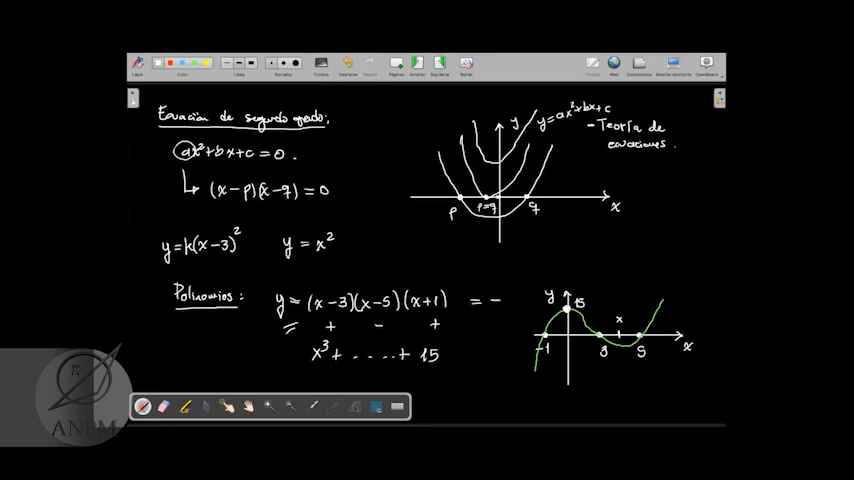 Ecuación de segundo grado:
ax²+bx+c=0.
(x-p)(x-q)=0
y=k(x-3)²
y=x²
y=ax²+bx+c
-Teoría de
ecuaciones.
y
x
p
p=q
q
Polinomios:
y=(x-3)(x-5)(x+1) = -
+ - +
x³+.....+15
y
15
x
-1
3
5
x
ANPM